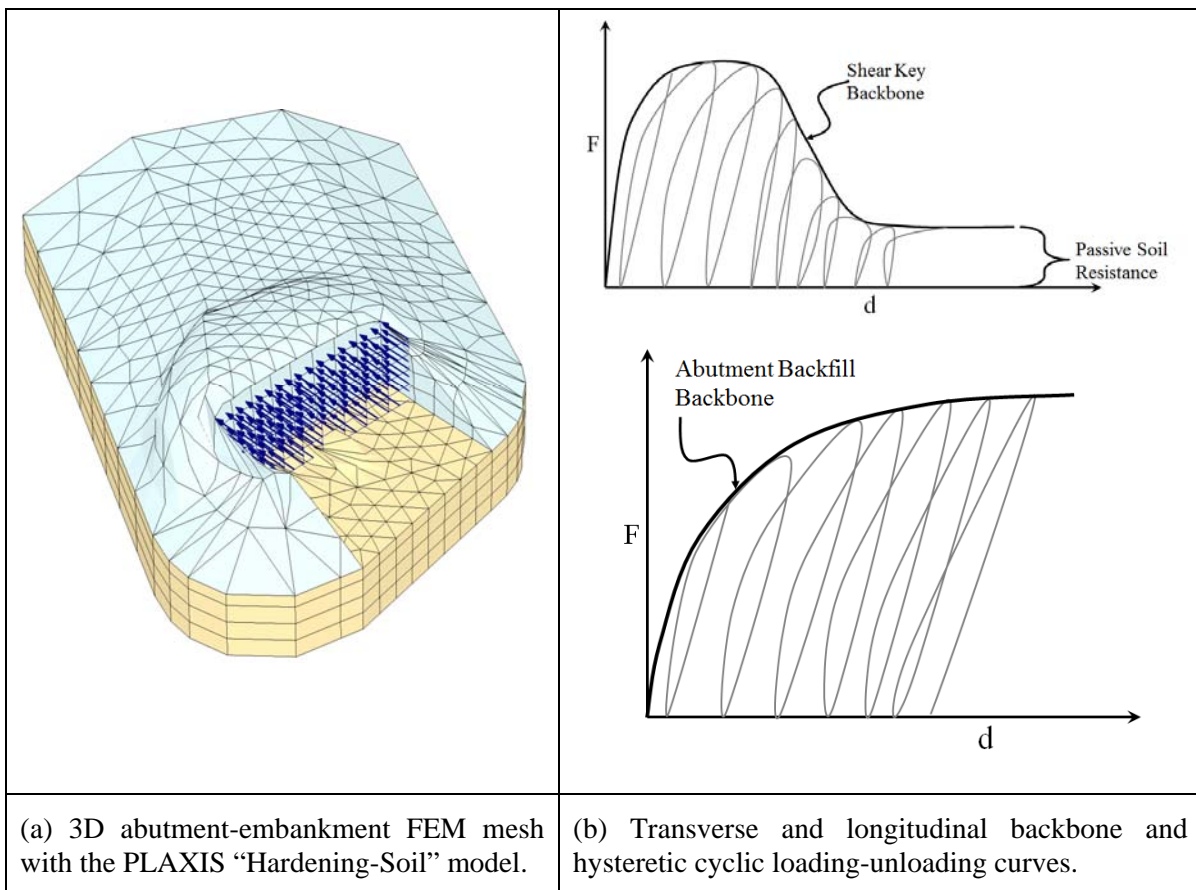 F
Shear Key
Backbone
Passive Soil
Resistance
d
Abutment Backfill
Backbone
F
d
(a) 3D abutment-embankment FEM mesh
with the PLAXIS “Hardening-Soil” model.
(b) Transverse and longitudinal backbone and
hysteretic cyclic loading-unloading curves.